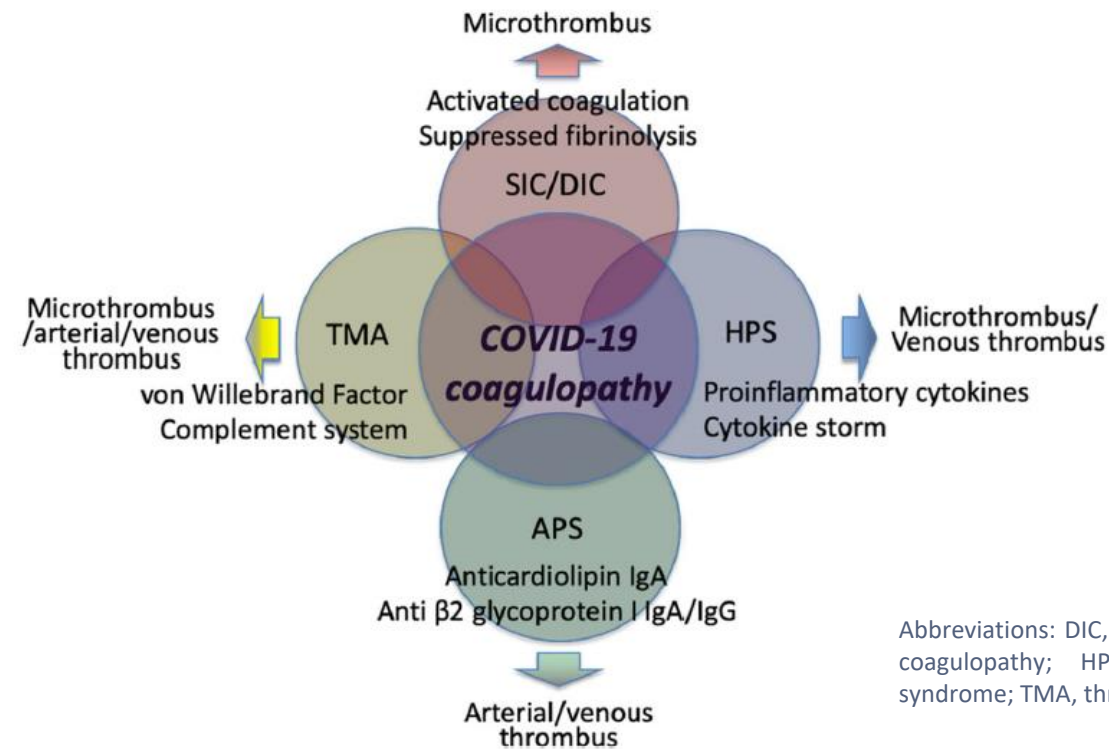 Microthrombus
Activated coagulation
Suppressed fibrinolysis
SIC/DIC
Microthrombus
/arterial/venous
thrombus
TMA
von Willebrand Factor
Complement system
COVID-19
coagulopathy
HPS
Proinflammatory cytokines
Cytokine storm
Microthrombus/
Venous thrombus
APS
Anticardiolipin IgA
Anti β2 glycoprotein I IgA/IgG
Arterial/venous
thrombus
Abbreviations: DIC,
coagulopathy; HP
syndrome; TMA, thr